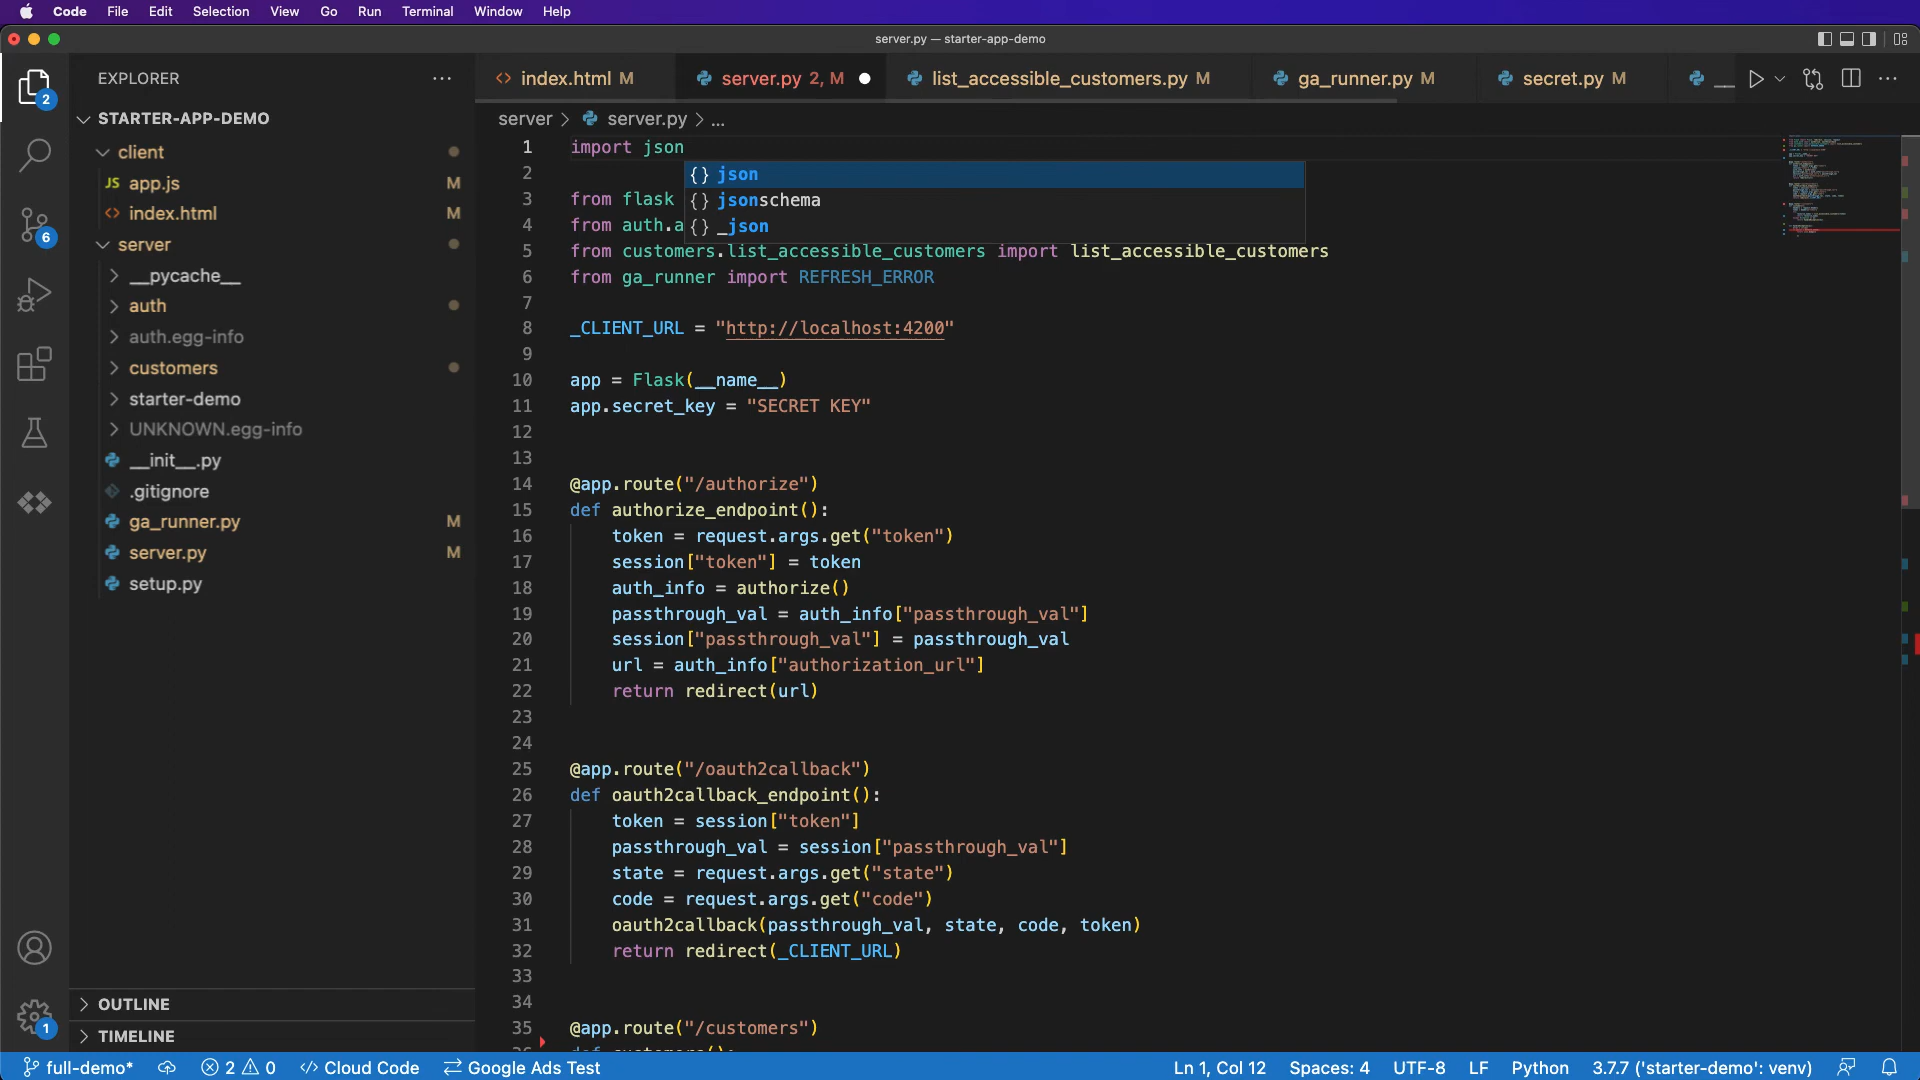 Code File Edit Selection View Go Run Terminal Window Help
server.py — starter-app-demo
EXPLORER
index.html M
server.py 2, M
list_accessible_customers.py M
ga_runner.py M
secret.py M
STARTER-APP-DEMO
client
JS app.js M
index.html M
server
__pycache__
auth
auth.egg-info
customers
starter-demo
UNKNOWN.egg-info
__init__.py
.gitignore
ga_runner.py M
server.py M
setup.py
OUTLINE
TIMELINE
2
6
1
server > server.py > ...
1 import json
2 {} json
3 from flask {} jsonschema
4 from auth.a {} _json
5 from customers.list_accessible_customers import list_accessible_customers
6 from ga_runner import REFRESH_ERROR
7
8 _CLIENT_URL = "http://localhost:4200"
9
10 app = Flask(__name__)
11 app.secret_key = "SECRET KEY"
12
13
14 @app.route("/authorize")
15 def authorize_endpoint():
16 token = request.args.get("token")
17 session["token"] = token
18 auth_info = authorize()
19 passthrough_val = auth_info["passthrough_val"]
20 session["passthrough_val"] = passthrough_val
21 url = auth_info["authorization_url"]
22 return redirect(url)
23
24
25 @app.route("/oauth2callback")
26 def oauth2callback_endpoint():
27 token = session["token"]
28 passthrough_val = session["passthrough_val"]
29 state = request.args.get("state")
30 code = request.args.get("code")
31 oauth2callback(passthrough_val, state, code, token)
32 return redirect(_CLIENT_URL)
33
34
35 @app.route("/customers")
full-demo* 2 0 Cloud Code Google Ads Test Ln 1, Col 12 Spaces: 4 UTF-8 LF Python 3.7.7 ('starter-demo': venv)